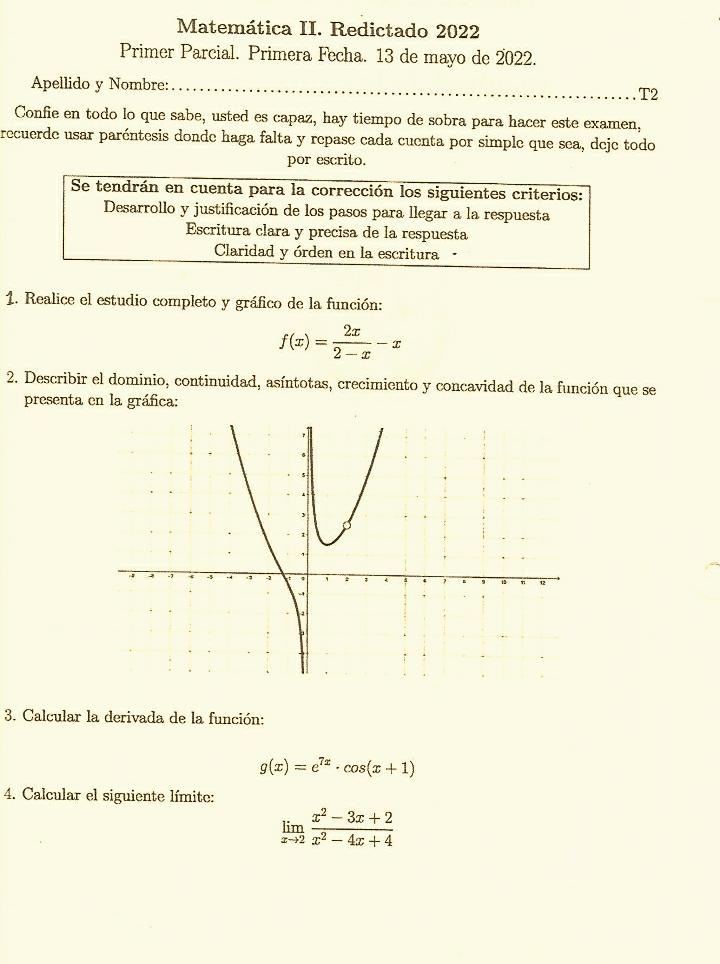 Matemática II. Redictado 2022
Primer Parcial. Primera Fecha. 13 de mayo de 2022.
Apellido y Nombre:..................................................................T2
Confie en todo lo que sabe, usted es capaz, hay tiempo de sobra para hacer este examen,
recuerde usar paréntesis donde haga falta y repase cada cuenta por simple que sea, deje todo
por escrito.
Se tendrán en cuenta para la corrección los siguientes criterios:
Desarrollo y justificación de los pasos para llegar a la respuesta
Escritura clara y precisa de la respuesta
Claridad y órden en la escritura
1. Realice el estudio completo y gráfico de la función:
f(x) = 2x / (2 − x) − x
2. Describir el dominio, continuidad, asíntotas, crecimiento y concavidad de la función que se
presenta en la gráfica:
7
6
5
4
3
2
1
-9 -8 -7 -6 -5 -4 -3 -2 -1 0 1 2 3 4 5 6 7 8 9 10 11 12
-1
-2
3. Calcular la derivada de la función:
g(x) = e^{7x} · cos(x + 1)
4. Calcular el siguiente límite:
lim x→2 (x² − 3x + 2) / (x² − 4x + 4)